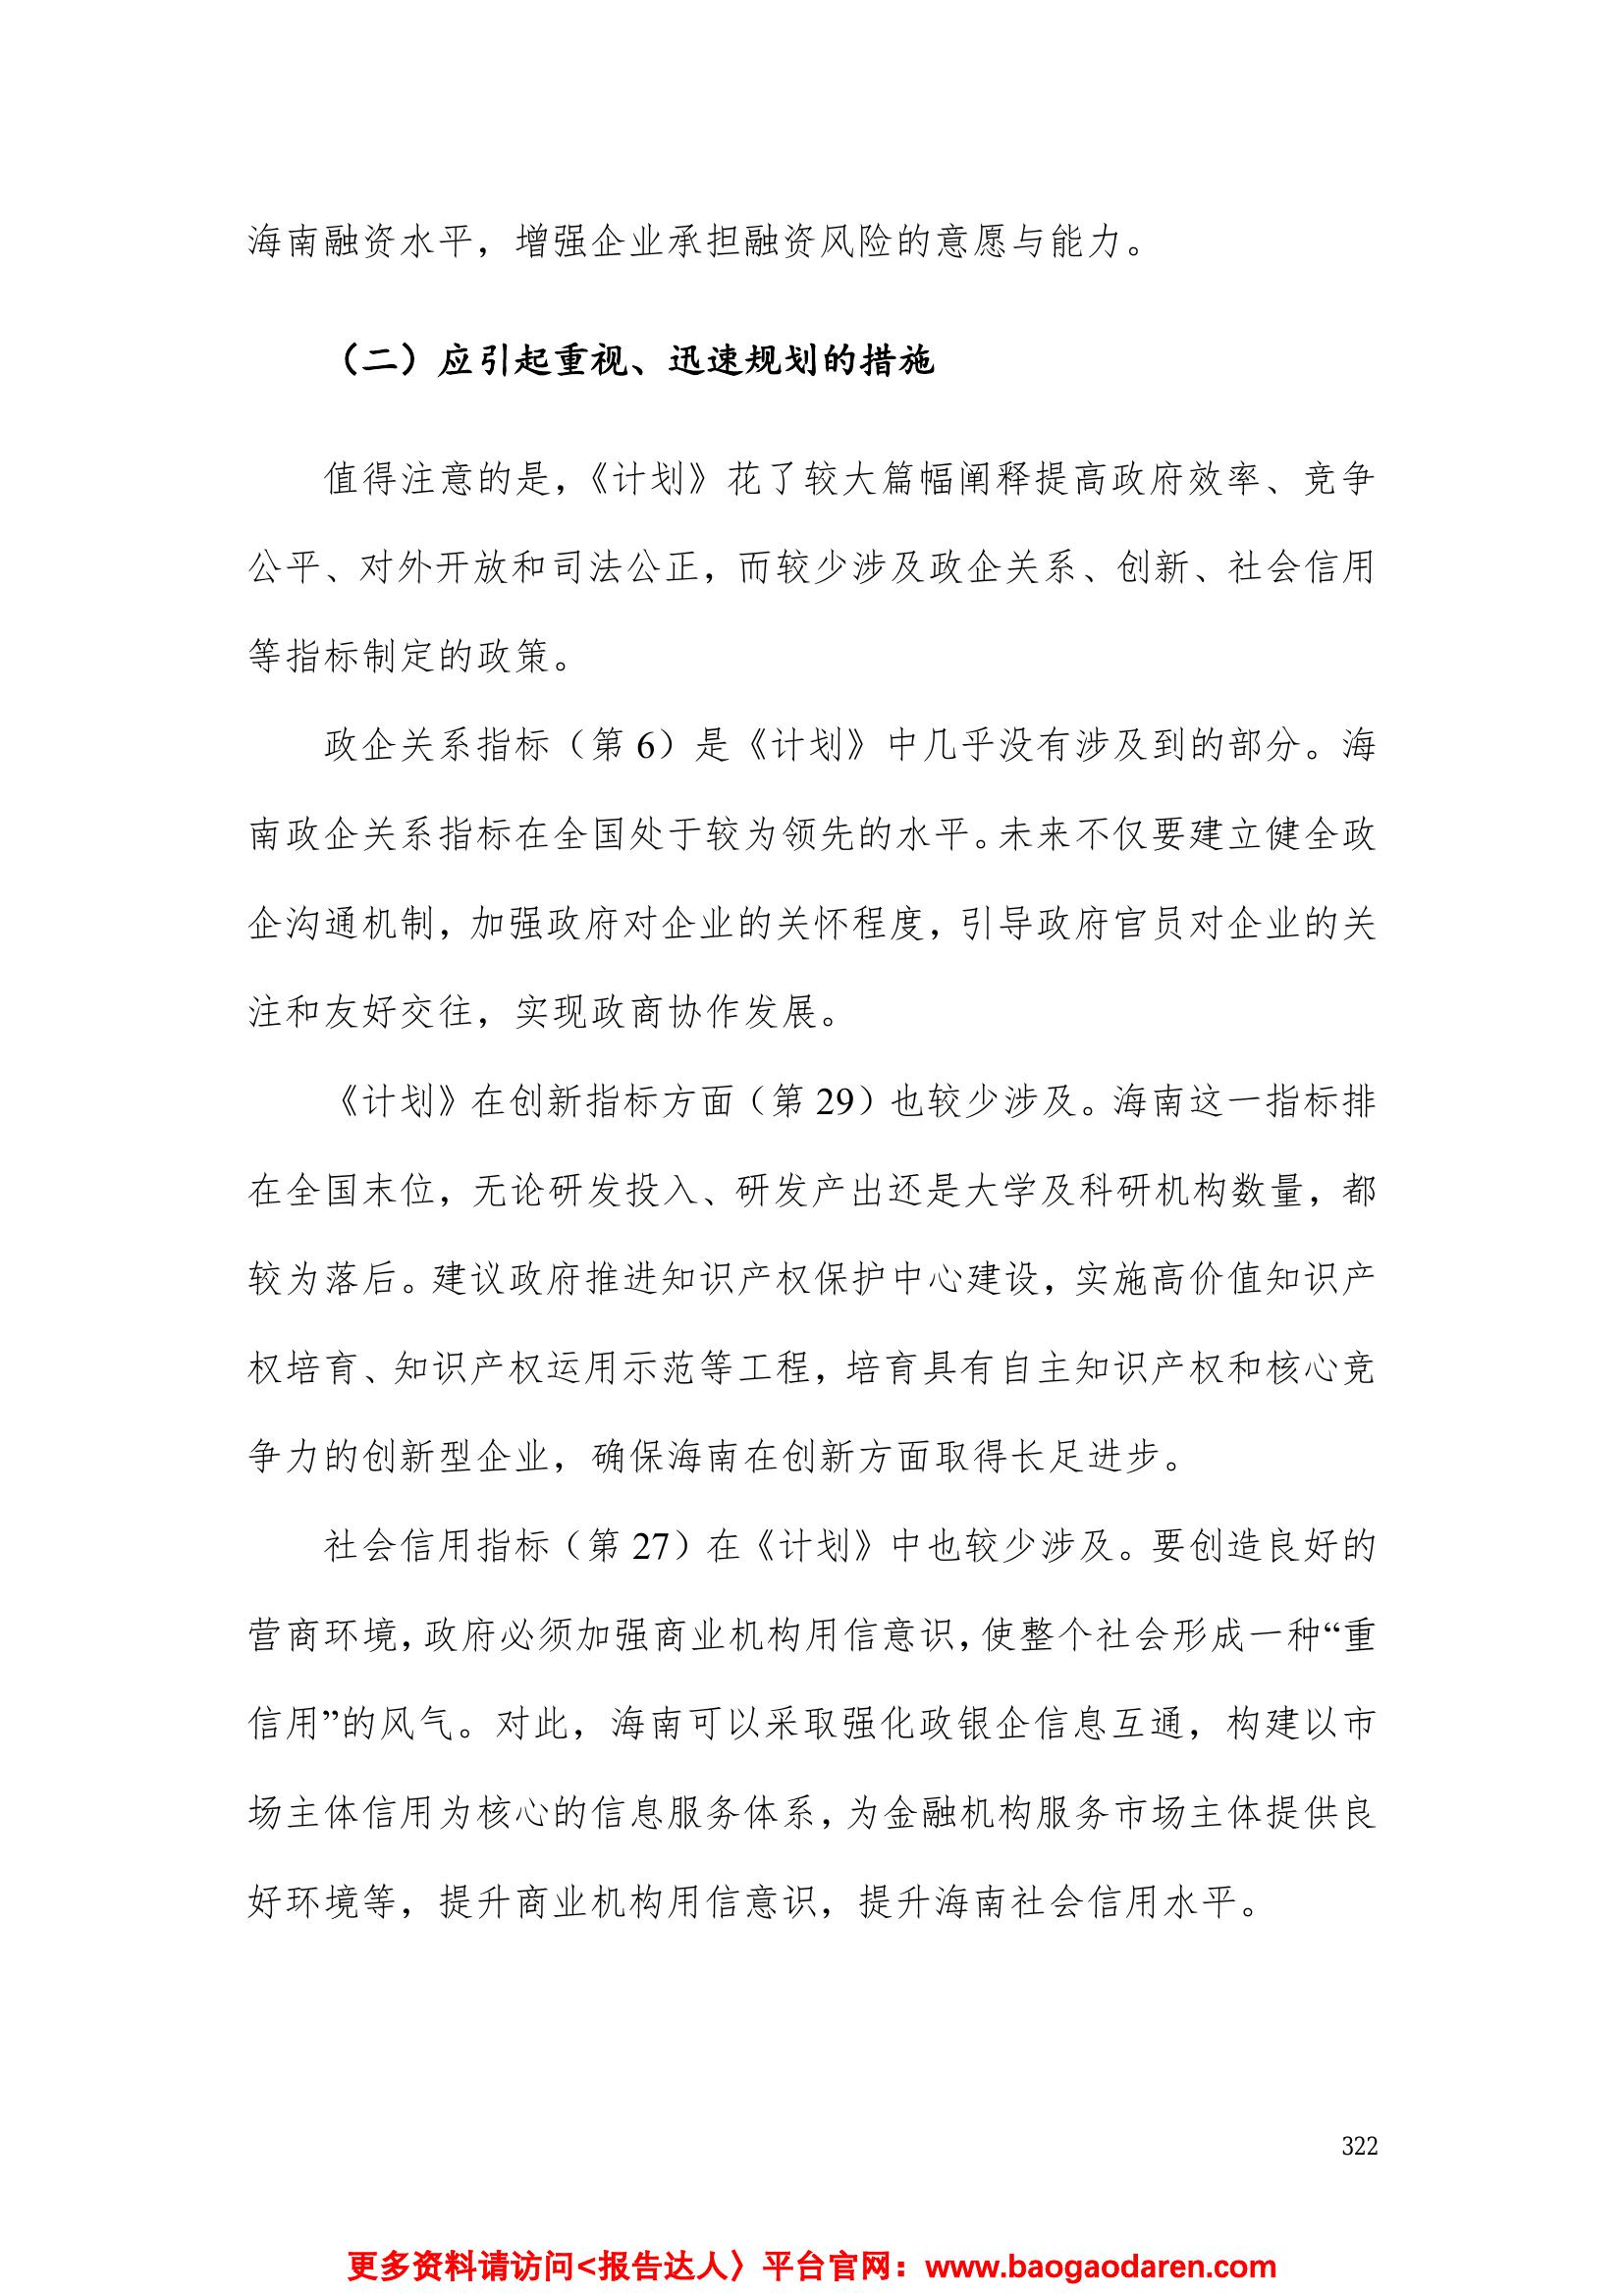 海南融资水平，增强企业承担融资风险的意愿与能力。
（二）应引起重视、迅速规划的措施
值得注意的是，《计划》花了较大篇幅阐释提高政府效率、竞争
公平、对外开放和司法公正，而较少涉及政企关系、创新、社会信用
等指标制定的政策。
政企关系指标（第 6）是《计划》中几乎没有涉及到的部分。海
南政企关系指标在全国处于较为领先的水平。未来不仅要建立健全政
企沟通机制，加强政府对企业的关怀程度，引导政府官员对企业的关
注和友好交往，实现政商协作发展。
《计划》在创新指标方面（第 29）也较少涉及。海南这一指标排
在全国末位，无论研发投入、研发产出还是大学及科研机构数量，都
较为落后。建议政府推进知识产权保护中心建设，实施高价值知识产
权培育、知识产权运用示范等工程，培育具有自主知识产权和核心竞
争力的创新型企业，确保海南在创新方面取得长足进步。
社会信用指标（第 27）在《计划》中也较少涉及。要创造良好的
营商环境，政府必须加强商业机构用信意识，使整个社会形成一种“重
信用”的风气。对此，海南可以采取强化政银企信息互通，构建以市
场主体信用为核心的信息服务体系，为金融机构服务市场主体提供良
好环境等，提升商业机构用信意识，提升海南社会信用水平。
322
更多资料请访问<报告达人〉平台官网：www.baogaodaren.com